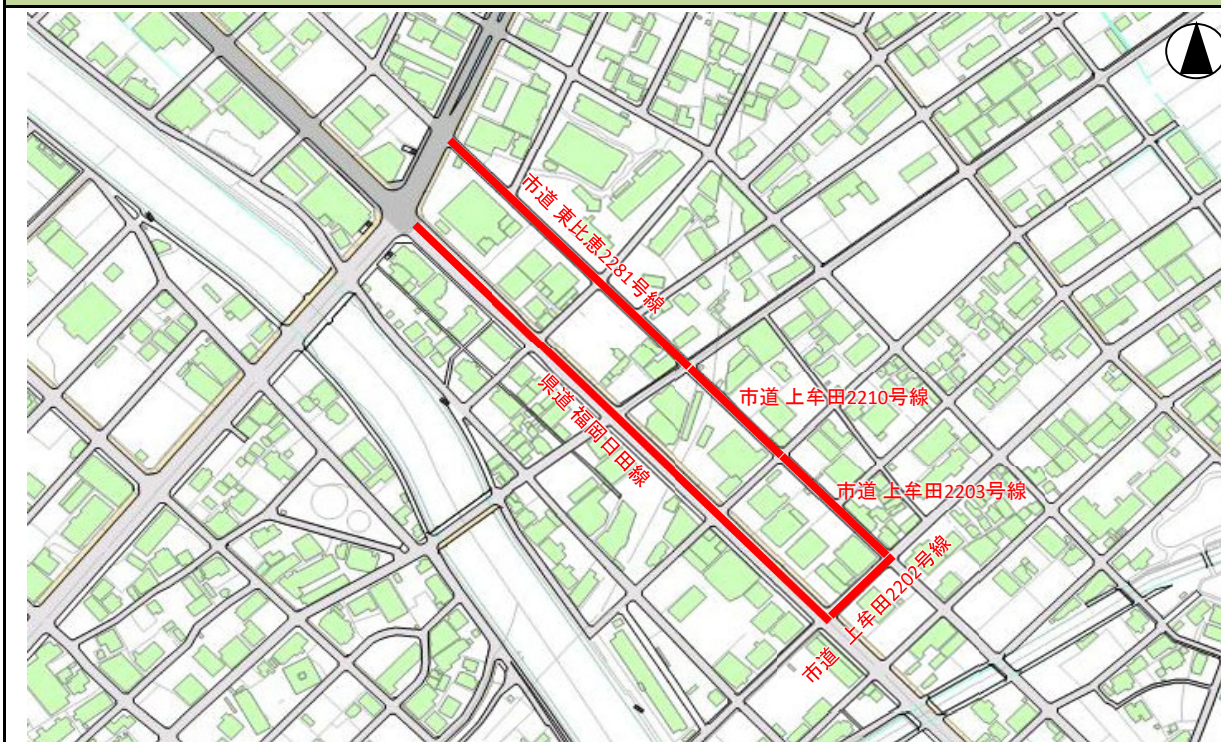 市道 東比恵2281号線
県道 福岡日田線
市道 上牟田2210号線
市道 上牟田2203号線
市道 上牟田2202号線